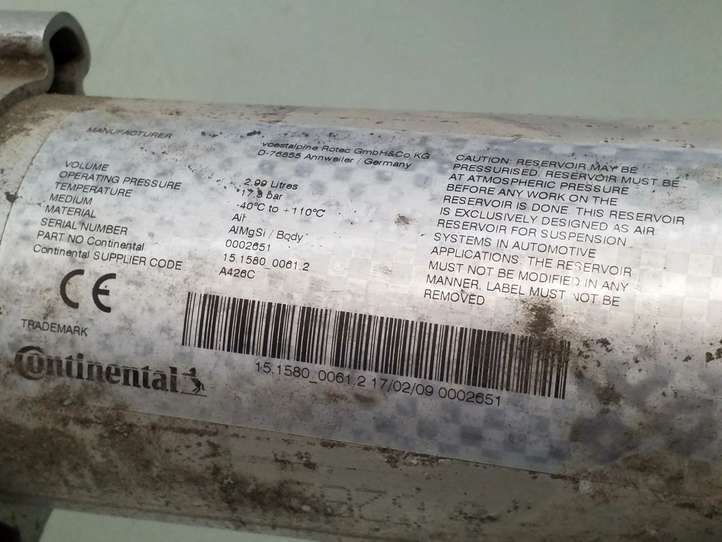 MANUFACTURER voestalpine Rotec GmbH&Co KG
D-76855 Annweiler / Germany
VOLUME 2.99 Litres
OPERATING PRESSURE 17.8 bar
TEMPERATURE -40°C to +110°C
MEDIUM Air
MATERIAL AlMgSi / Body
SERIAL NUMBER 0002651
PART NO Continental 15.1580_0061.2
Continental SUPPLIER CODE A426C
CE
TRADEMARK
Continental
CAUTION: RESERVOIR MAY BE
PRESSURISED. RESERVOIR MUST BE
AT ATMOSPHERIC PRESSURE
BEFORE ANY WORK ON THE
RESERVOIR IS DONE. THIS RESERVOIR
IS EXCLUSIVELY DESIGNED AS AIR
RESERVOIR FOR SUSPENSION
SYSTEMS IN AUTOMOTIVE
APPLICATIONS. THE RESERVOIR
MUST NOT BE MODIFIED IN ANY
MANNER. LABEL MUST NOT BE
REMOVED
15.1580_0061.2 17/02/09 0002651